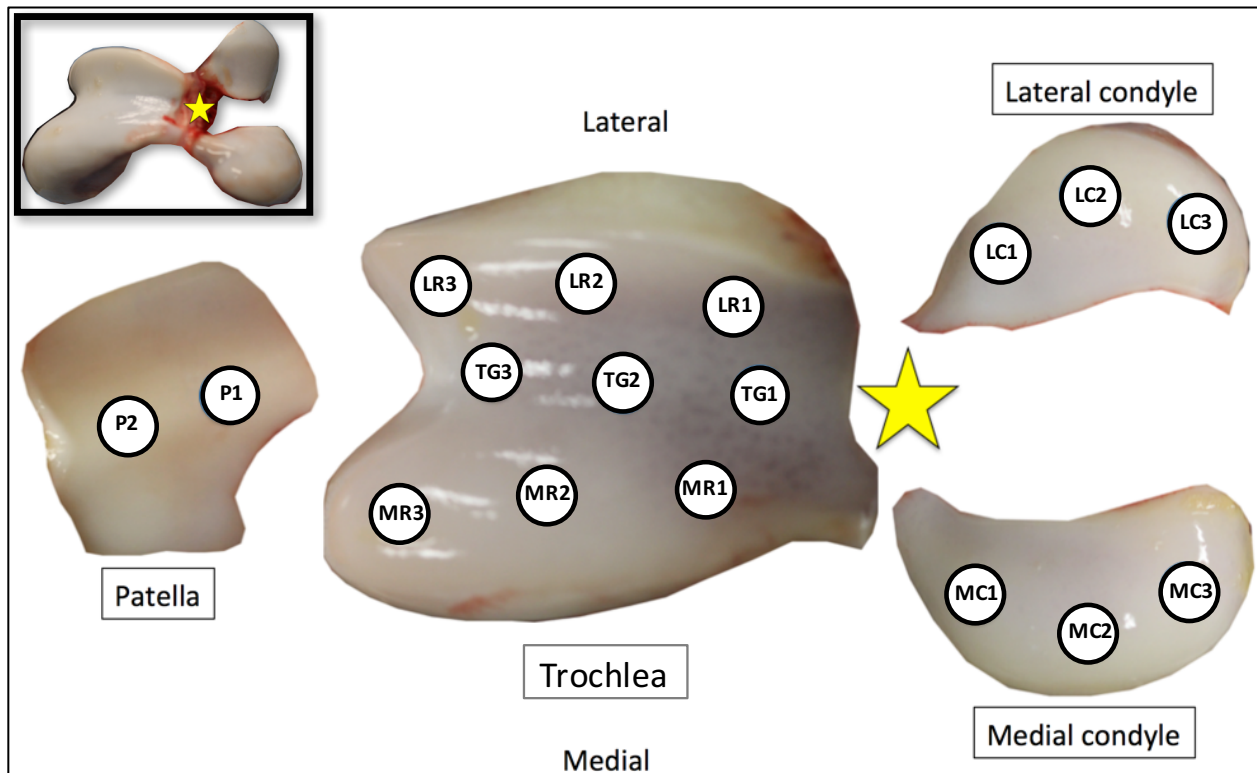 Lateral condyle
Lateral
LC2
LC3
LC1
LR3
LR2
LR1
TG3
TG2
TG1
P1
P2
MR3
MR2
MR1
MC1
MC2
MC3
Patella
Trochlea
Medial condyle
Medial